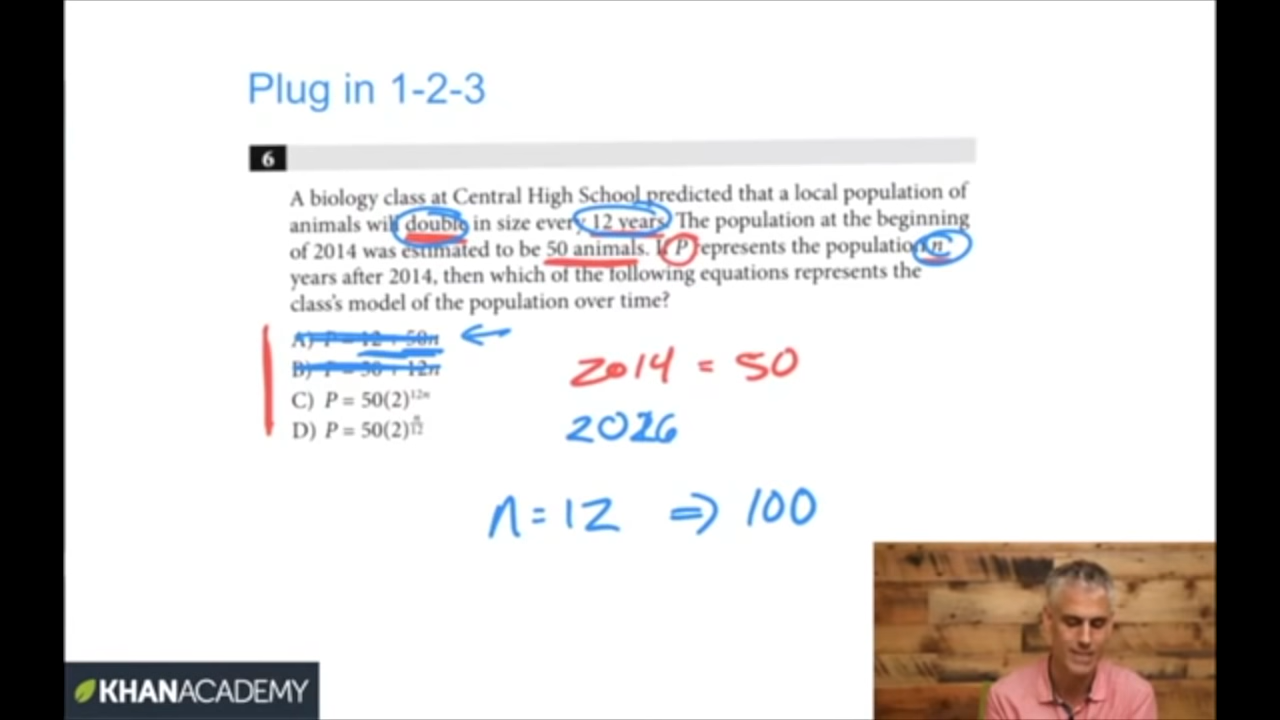 Plug in 1-2-3
6
A biology class at Central High School predicted that a local population of
animals will double in size every 12 years. The population at the beginning
of 2014 was estimated to be 50 animals. If P represents the population n
years after 2014, then which of the following equations represents the
class's model of the population over time?
A) P = 12 + 50n
B) P = 50 + 12n
C) P = 50(2)¹²ⁿ
D) P = 50(2)^(n/12)
2014 = 50
2026
n = 12 ⇒ 100
KHANACADEMY